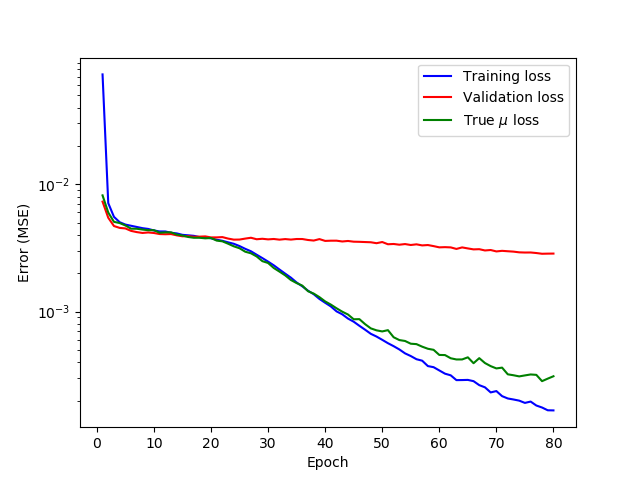 Training loss
Validation loss
True μ loss
10⁻²
10⁻³
Error (MSE)
0 10 20 30 40 50 60 70 80
Epoch